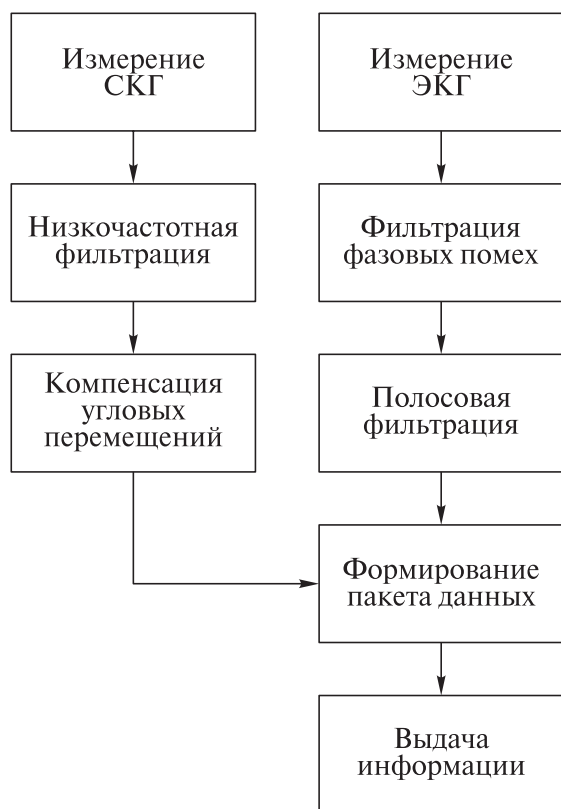 Измерение
СКГ
Измерение
ЭКГ
Низкочастотная
фильтрация
Фильтрация
фазовых помех
Компенсация
угловых
перемещений
Полосовая
фильтрация
Формирование
пакета данных
Выдача
информации